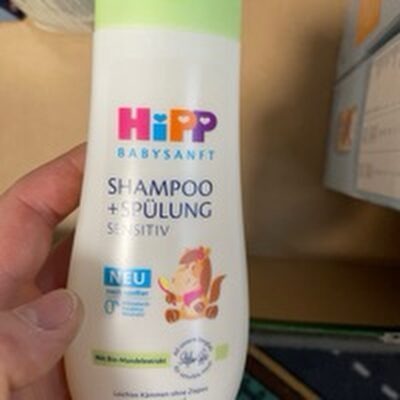 HiPP
BABYSANFT
SHAMPOO
+SPÜLUNG
SENSITIV
NEU
0%
Mit Bio-Mandelextrakt
Leichtes Kämmen ohne Ziepen